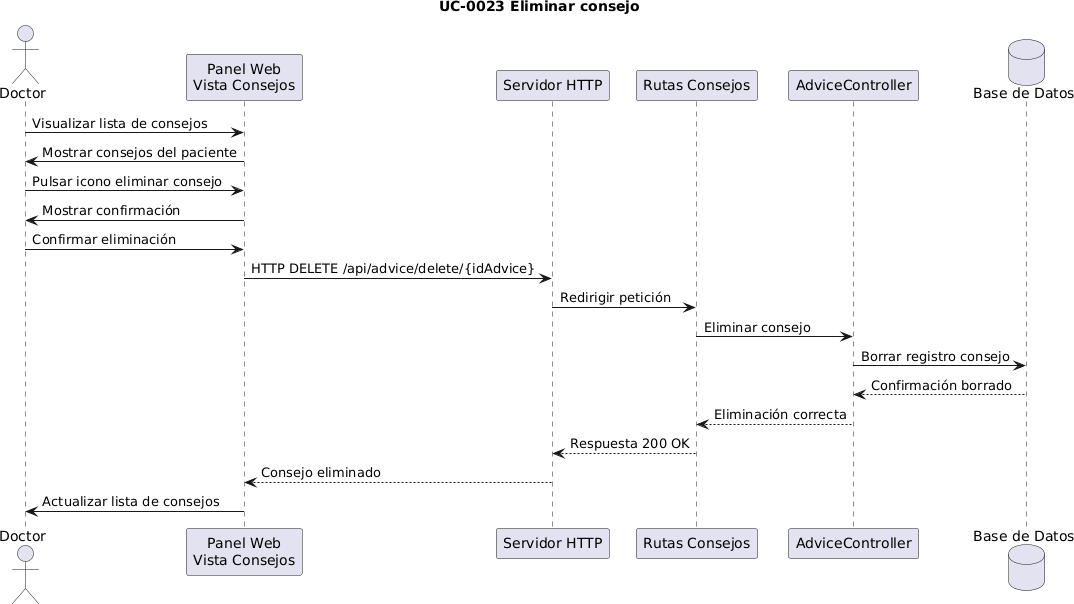 UC-0023 Eliminar consejo
Doctor
Panel Web
Vista Consejos
Servidor HTTP
Rutas Consejos
AdviceController
Base de Datos
Visualizar lista de consejos
Mostrar consejos del paciente
Pulsar icono eliminar consejo
Mostrar confirmación
Confirmar eliminación
HTTP DELETE /api/advice/delete/{idAdvice}
Redirigir petición
Eliminar consejo
Borrar registro consejo
Confirmación borrado
Eliminación correcta
Respuesta 200 OK
Consejo eliminado
Actualizar lista de consejos
Doctor
Panel Web
Vista Consejos
Servidor HTTP
Rutas Consejos
AdviceController
Base de Datos